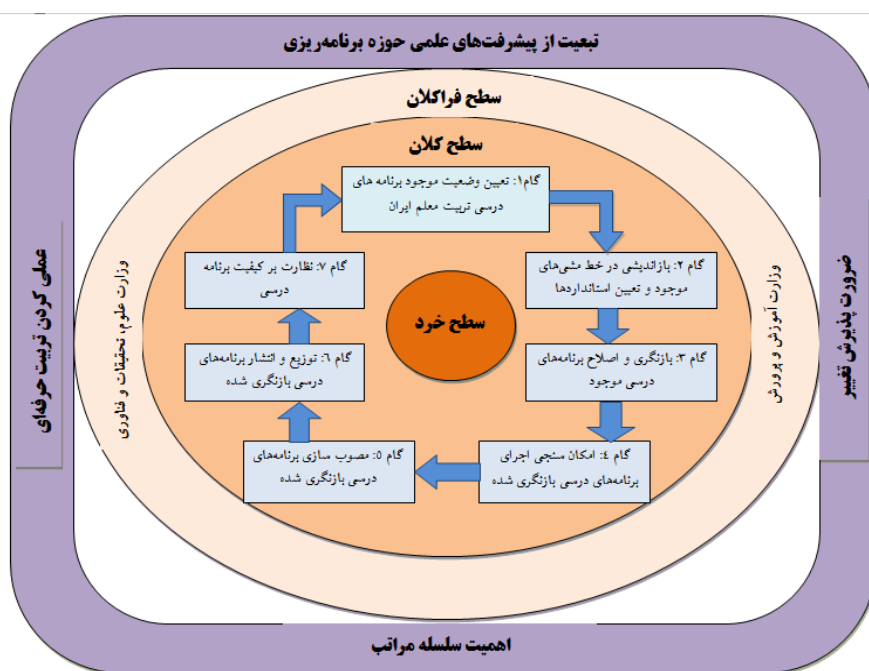 تبعیت از پیشرفت‌های علمی حوزه برنامه‌ریزی
سطح فراکلان
سطح کلان
گام۱: تعیین وضعیت موجود برنامه های
درسی تربیت معلم ایران
گام ۲: بازاندیشی در خط مشی‌های
موجود و تعیین استانداردها
گام ۳: بازنگری و اصلاح برنامه‌های
درسی موجود
گام ٤: امکان سنجی اجرای
برنامه‌های درسی بازنگری شده
گام ٥: مصوب سازی برنامه‌های
درسی بازنگری شده
گام ٦: توزیع و انتشار برنامه‌های
درسی بازنگری شده
گام ۷: نظارت بر کیفیت برنامه
درسی
سطح خرد
وزارت آموزش و پرورش
وزارت علوم، تحقیقات و فناوری
ضرورت پذیرش تغییر
عملی کردن تربیت حرفه‌ای
اهمیت سلسله مراتب